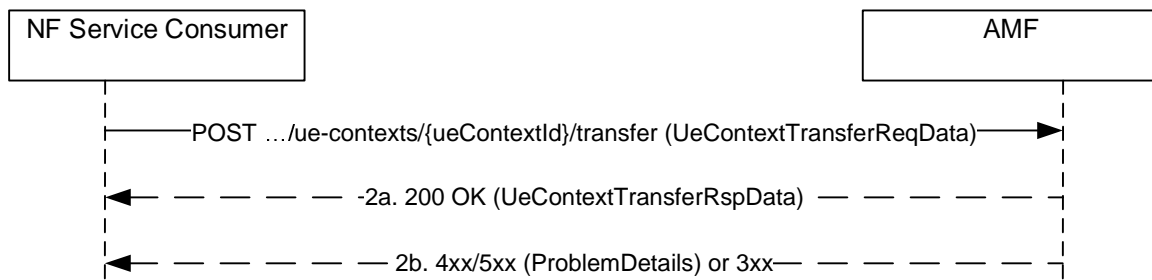 NF Service Consumer
AMF
POST …/ue-contexts/{ueContextId}/transfer (UeContextTransferReqData)
2a. 200 OK (UeContextTransferRspData)
2b. 4xx/5xx (ProblemDetails) or 3xx